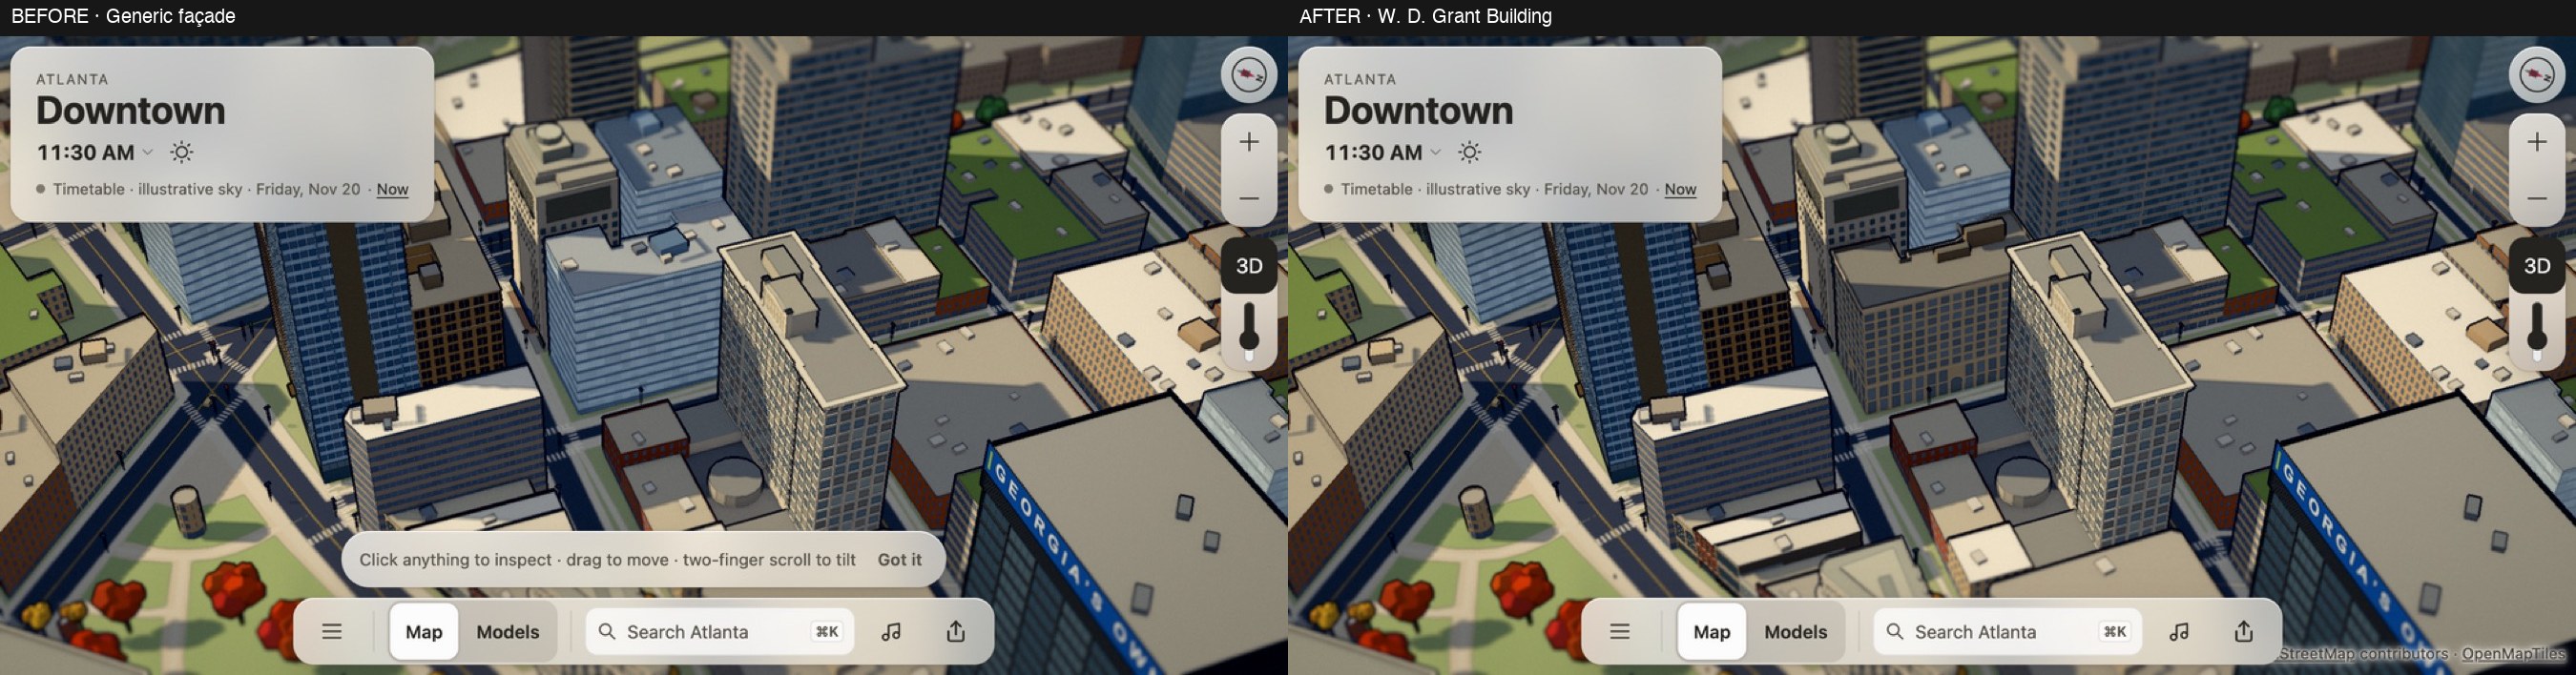 BEFORE · Generic façade
ATLANTA
Downtown
11:30 AM
Timetable · illustrative sky · Friday, Nov 20 · Now
N
3D
GEORGIA'S OW
Click anything to inspect · drag to move · two-finger scroll to tilt Got it
Map Models Search Atlanta ⌘K
AFTER · W. D. Grant Building
ATLANTA
Downtown
11:30 AM
Timetable · illustrative sky · Friday, Nov 20 · Now
N
3D
GEORGIA'S O
Map Models Search Atlanta ⌘K
StreetMap contributors · OpenMapTiles